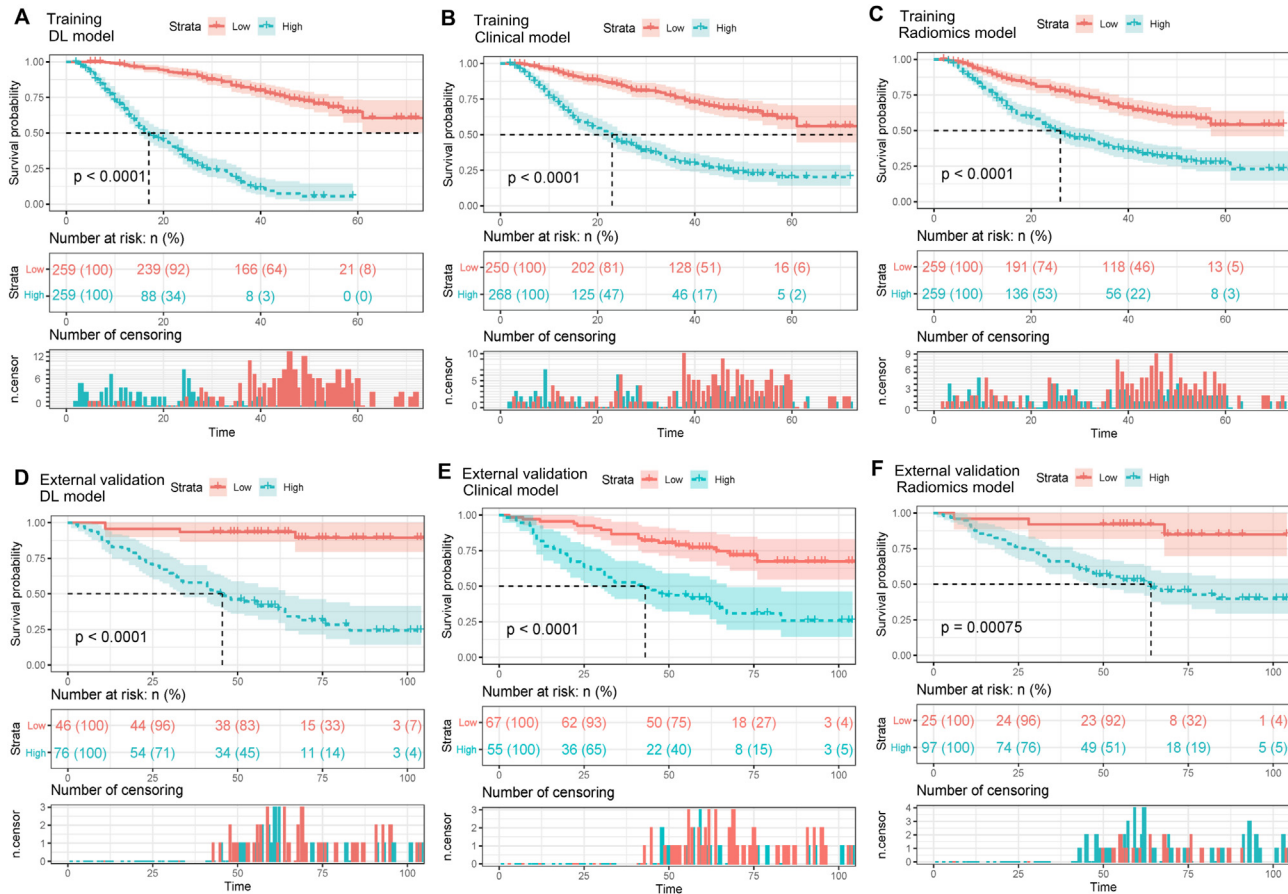 A
Training
DL model
Strata Low High
Survival probability
1.00
0.75
0.50
0.25
0.00
p < 0.0001
0 20 40 60
Number at risk: n (%)
Strata
Low 259 (100) 239 (92) 166 (64) 21 (8)
High 259 (100) 88 (34) 8 (3) 0 (0)
0 20 40 60
Number of censoring
n.censor
12
6
0
0 20 40 60
Time
B
Training
Clinical model
Strata Low High
Survival probability
1.00
0.75
0.50
0.25
0.00
p < 0.0001
0 20 40 60
Number at risk: n (%)
Strata
Low 250 (100) 202 (81) 128 (51) 16 (6)
High 268 (100) 125 (47) 46 (17) 5 (2)
0 20 40 60
Number of censoring
n.censor
10
5
0
0 20 40 60
Time
C
Training
Radiomics model
Strata Low High
Survival probability
1.00
0.75
0.50
0.25
0.00
p < 0.0001
0 20 40 60
Number at risk: n (%)
Strata
Low 259 (100) 191 (74) 118 (46) 13 (5)
High 259 (100) 136 (53) 56 (22) 8 (3)
0 20 40 60
Number of censoring
n.censor
9
6
3
0
0 20 40 60
Time
D
External validation
DL model
Strata Low High
Survival probability
1.00
0.75
0.50
0.25
0.00
p < 0.0001
0 25 50 75 100
Number at risk: n (%)
Strata
Low 46 (100) 44 (96) 38 (83) 15 (33) 3 (7)
High 76 (100) 54 (71) 34 (45) 11 (14) 3 (4)
0 25 50 75 100
Number of censoring
n.censor
3
2
1
0
0 25 50 75 100
Time
E
External validation
Clinical model
Strata Low High
Survival probability
1.00
0.75
0.50
0.25
0.00
p < 0.0001
0 25 50 75 100
Number at risk: n (%)
Strata
Low 67 (100) 62 (93) 50 (75) 18 (27) 3 (4)
High 55 (100) 36 (65) 22 (40) 8 (15) 3 (5)
0 25 50 75 100
Number of censoring
n.censor
3
2
1
0
0 25 50 75 100
Time
F
External validation
Radiomics model
Strata Low High
Survival probability
1.00
0.75
0.50
0.25
0.00
p = 0.00075
0 25 50 75 100
Number at risk: n (%)
Strata
Low 25 (100) 24 (96) 23 (92) 8 (32) 1 (4)
High 97 (100) 74 (76) 49 (51) 18 (19) 5 (5)
0 25 50 75 100
Number of censoring
n.censor
4
3
2
1
0
0 25 50 75 100
Time